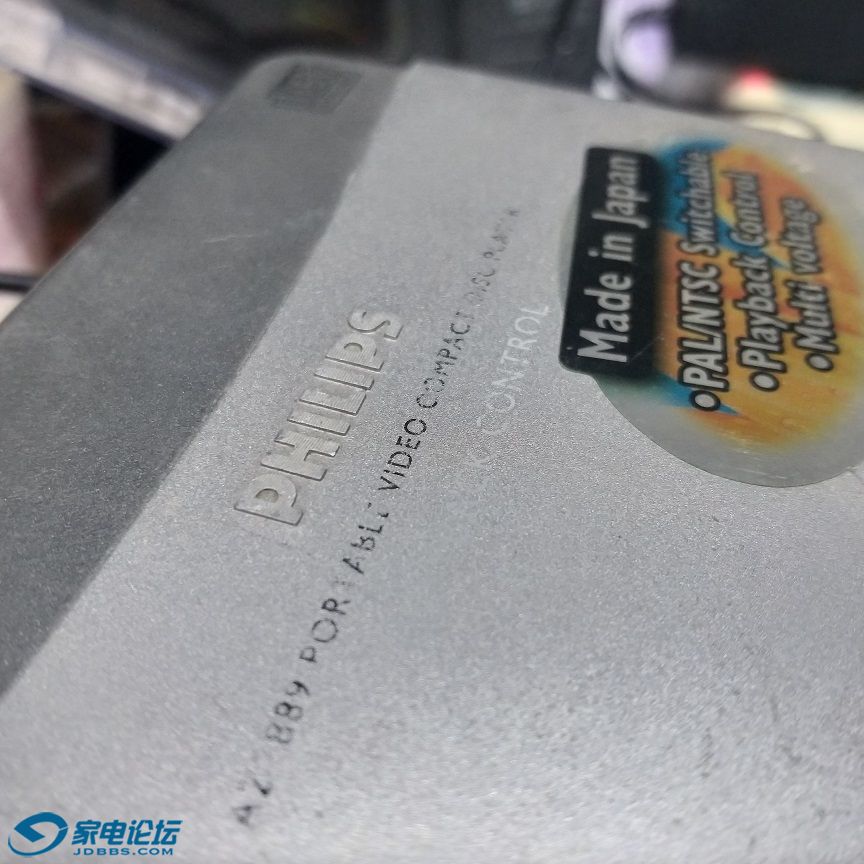 PHILIPS
PORTABLE VIDEO COMPACT DISC PLAYER
CONTROL
Made in Japan
•PAL/NTSC Switchable
•Playback Control
•Multi voltage
家电论坛
JDBBS.COM